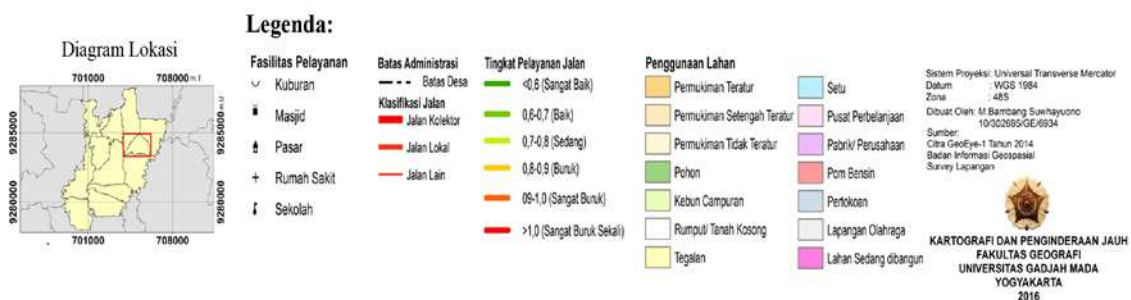 Diagram Lokasi
701000
708000 m T
9285000
9280000
9285000 m U
9280000
701000
708000
Legenda:
Fasilitas Pelayanan
Kuburan
Masjid
Pasar
Rumah Sakit
Sekolah
Batas Administrasi
Batas Desa
Klasifikasi Jalan
Jalan Kolektor
Jalan Lokal
Jalan Lain
Tingkat Pelayanan Jalan
<0,6 (Sangat Baik)
0,6-0,7 (Baik)
0,7-0,8 (Sedang)
0,8-0,9 (Buruk)
09-1,0 (Sangat Buruk)
>1,0 (Sangat Buruk Sekali)
Penggunaan Lahan
Permukiman Teratur
Permukiman Setengah Teratur
Permukiman Tidak Teratur
Pohon
Kebun Campuran
Rumput/ Tanah Kosong
Tegalan
Setu
Pusat Perbelanjaan
Pabrik/ Perusahaan
Pom Bensin
Pertokoan
Lapangan Olahraga
Lahan Sedang dibangun
Sistem Proyeksi: Universal Transverse Mercator
Datum : WGS 1984
Zona : 48S
Dibuat Oleh: M.Bambang Suwhayuono
10/302695/GE/6934
Sumber:
Citra GeoEye-1 Tahun 2014
Badan Informasi Geospasial
Survey Lapangan
KARTOGRAFI DAN PENGINDERAAN JAUH
FAKULTAS GEOGRAFI
UNIVERSITAS GADJAH MADA
YOGYAKARTA
2016